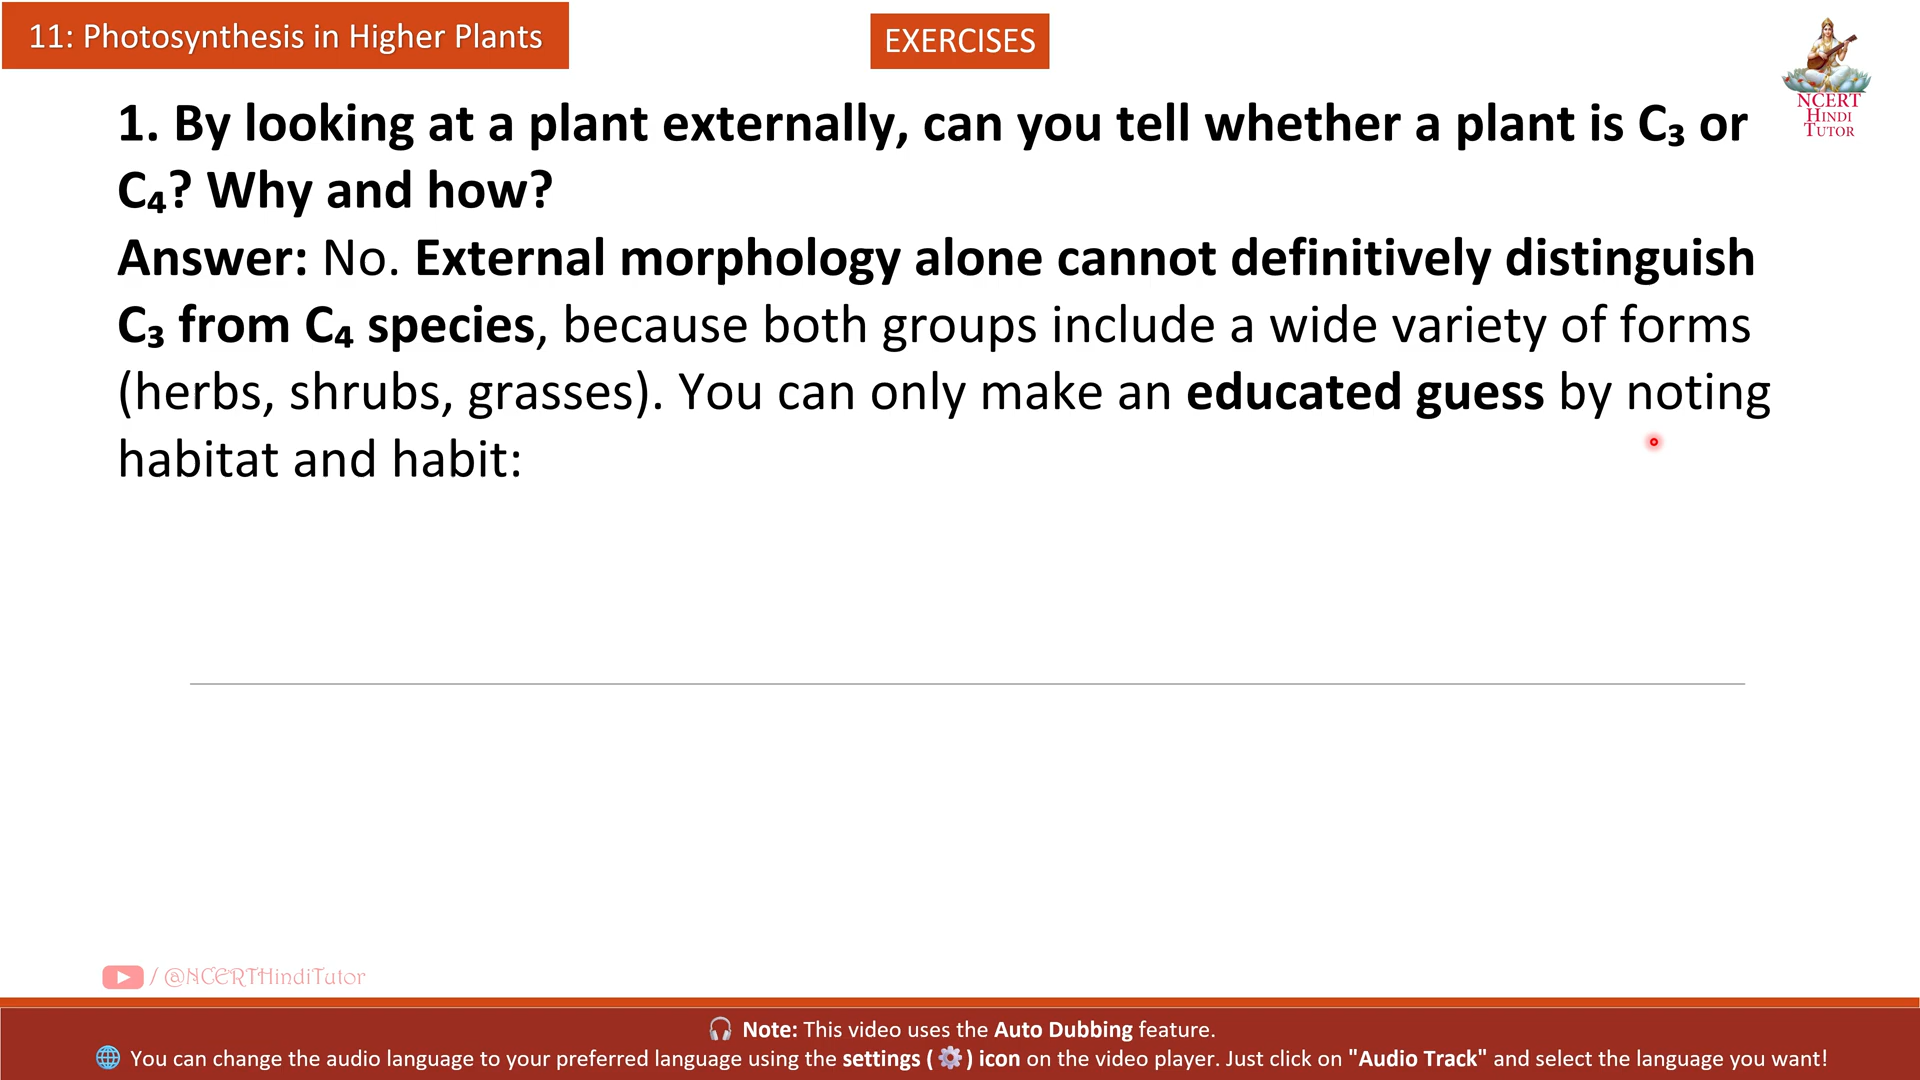 11: Photosynthesis in Higher Plants
EXERCISES
NCERT
HINDI
TUTOR
1. By looking at a plant externally, can you tell whether a plant is C₃ or
C₄? Why and how?
Answer: No. External morphology alone cannot definitively distinguish
C₃ from C₄ species, because both groups include a wide variety of forms
(herbs, shrubs, grasses). You can only make an educated guess by noting
habitat and habit:
/ @NCERTHindiTutor
🎧 Note: This video uses the Auto Dubbing feature.
🌐 You can change the audio language to your preferred language using the settings ( ⚙️ ) icon on the video player. Just click on "Audio Track" and select the language you want!